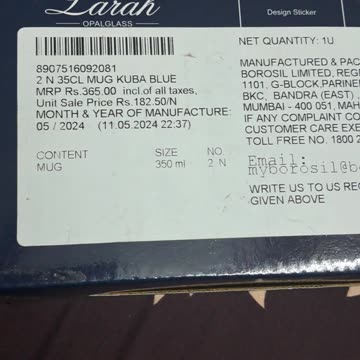 Larah
OPALGLASS
Design Sticker
8907516092081
2 N 35CL MUG KUBA BLUE
MRP Rs.365.00 incl.of all taxes,
Unit Sale Price Rs.182.50/N
MONTH & YEAR OF MANUFACTURE:
05 / 2024 (11.05.2024 22:37)
CONTENT SIZE NO.
MUG 350 ml 2 N
NET QUANTITY: 1U
MANUFACTURED & PAC
BOROSIL LIMITED, REG
1101, G-BLOCK,PARINE
BKC, BANDRA (EAST) ,
MUMBAI - 400 051, MAH
IF ANY COMPLAINT CO
CUSTOMER CARE EXE
TOLL FREE NO. 1800 2
Email:
myborosil@bo
WRITE US TO US REG
GIVEN ABOVE